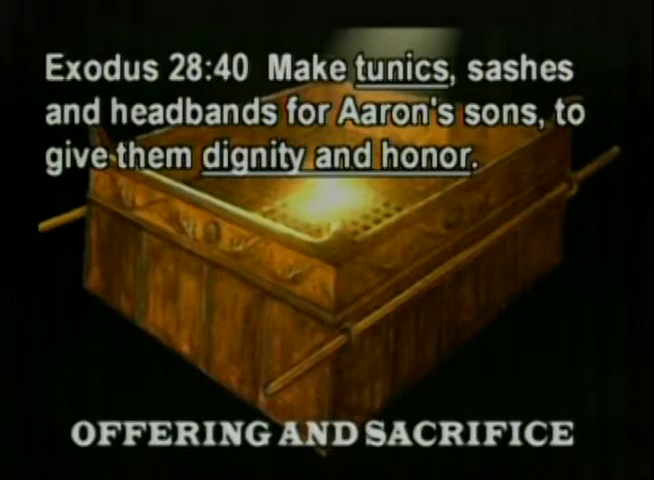 Exodus 28:40 Make tunics, sashes
and headbands for Aaron's sons, to
give them dignity and honor.
OFFERING AND SACRIFICE